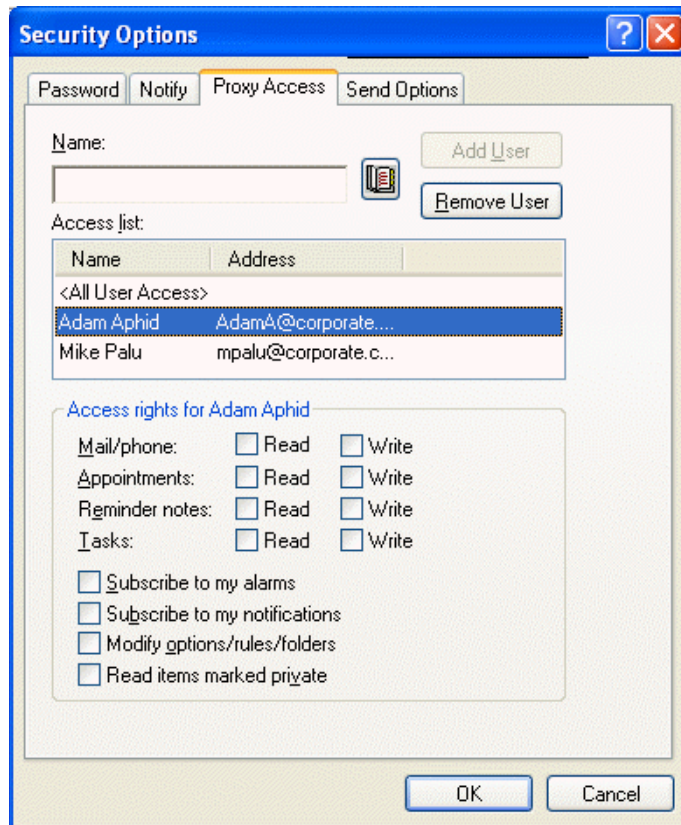 Security Options
Password Notify Proxy Access Send Options
Name:
Add User
Remove User
Access list:
Name Address
<All User Access>
Adam Aphid AdamA@corporate....
Mike Palu mpalu@corporate.c...
Access rights for Adam Aphid
Mail/phone: Read Write
Appointments: Read Write
Reminder notes: Read Write
Tasks: Read Write
Subscribe to my alarms
Subscribe to my notifications
Modify options/rules/folders
Read items marked private
OK Cancel